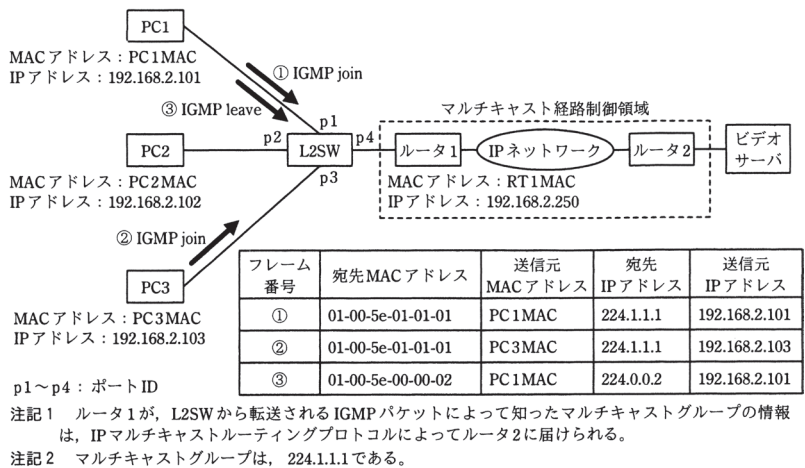 PC1
MACアドレス：PC1MAC
IPアドレス：192.168.2.101
① IGMP join
③ IGMP leave
p1
マルチキャスト経路制御領域
p2
p4
PC2
L2SW
ルータ1
IPネットワーク
ルータ2
ビデオ
サーバ
p3
MACアドレス：PC2MAC
IPアドレス：192.168.2.102
MACアドレス：RT1MAC
IPアドレス：192.168.2.250
② IGMP join
PC3
MACアドレス：PC3MAC
IPアドレス：192.168.2.103
フレーム番号 宛先MACアドレス 送信元MACアドレス 宛先IPアドレス 送信元IPアドレス
① 01-00-5e-01-01-01 PC1MAC 224.1.1.1 192.168.2.101
② 01-00-5e-01-01-01 PC3MAC 224.1.1.1 192.168.2.103
③ 01-00-5e-00-00-02 PC1MAC 224.0.0.2 192.168.2.101
p1～p4：ポートID
注記1　ルータ1が，L2SWから転送されるIGMPパケットによって知ったマルチキャストグループの情報
は，IPマルチキャストルーティングプロトコルによってルータ2に届けられる。
注記2　マルチキャストグループは，224.1.1.1である。